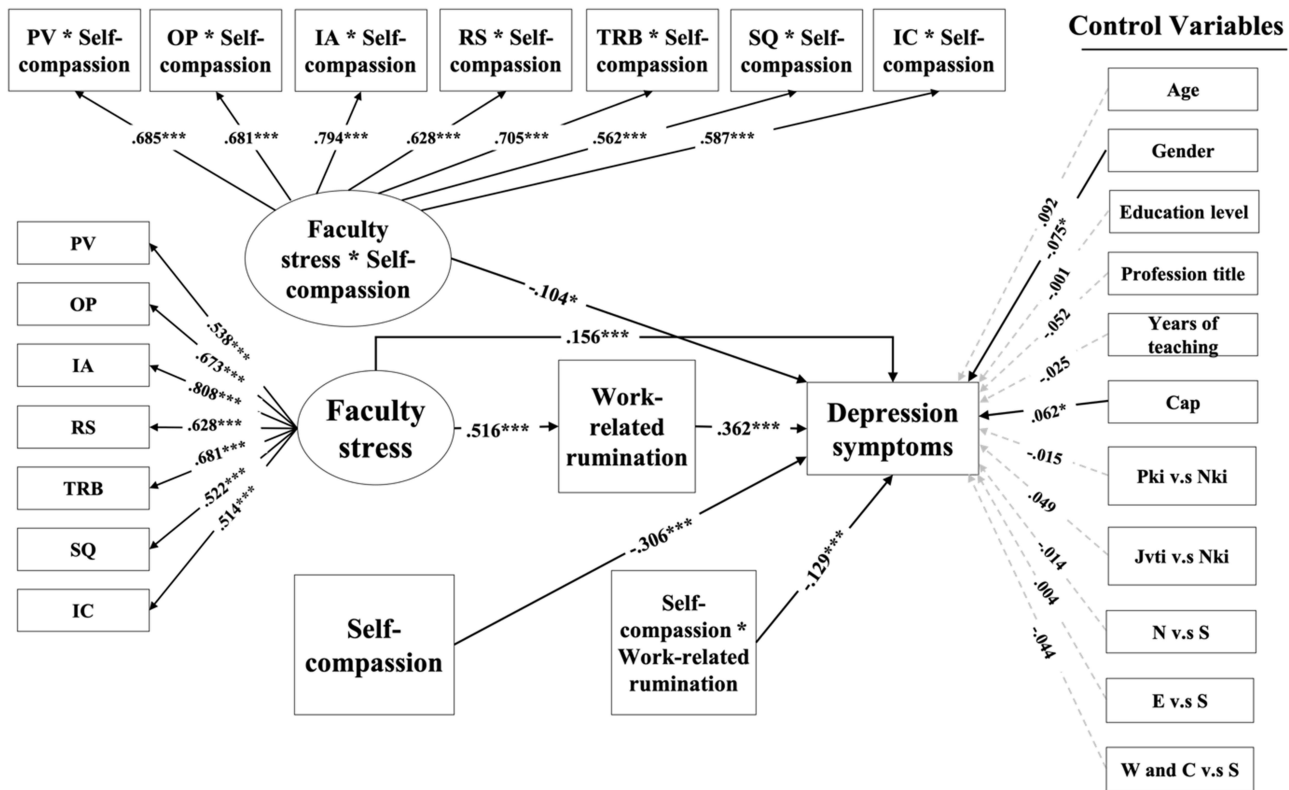 PV * Self-
compassion
OP * Self-
compassion
IA * Self-
compassion
RS * Self-
compassion
TRB * Self-
compassion
SQ * Self-
compassion
IC * Self-
compassion
Control Variables
.685***
.681***
.794***
.628***
.705***
.562***
.587***
Faculty
stress * Self-
compassion
PV
OP
IA
RS
TRB
SQ
IC
.538***
.673***
.808***
.628***
.681***
.522***
.514***
Faculty
stress
-.104*
.156***
.516***
Work-
related
rumination
.362***
Depression
symptoms
-.306***
-.129***
Self-
compassion
Self-
compassion *
Work-related
rumination
Age
Gender
Education level
Profession title
Years of
teaching
Cap
Pki v.s Nki
Jvti v.s Nki
N v.s S
E v.s S
W and C v.s S
.092
-.075*
-.001
-.052
-.025
.062*
-.015
.049
-.014
.004
-.044